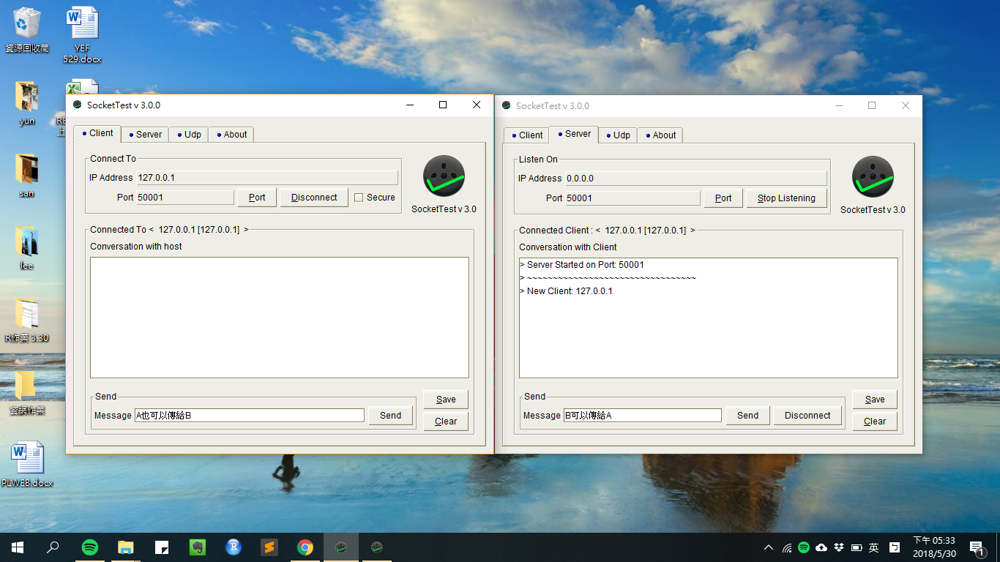 資源回收筒
YEF
529.docx
yun
san
lee
R作業 3.30
資網作業
PLWEB.docx
SocketTest v 3.0.0
Client
Server
Udp
About
Connect To
IP Address 127.0.0.1
Port 50001 Port Disconnect Secure
SocketTest v 3.0
Connected To < 127.0.0.1 [127.0.0.1] >
Conversation with host
Send
Message A也可以傳給B Send
Save
Clear
SocketTest v 3.0.0
Client
Server
Udp
About
Listen On
IP Address 0.0.0.0
Port 50001 Port Stop Listening
SocketTest v 3.0
Connected Client : < 127.0.0.1 [127.0.0.1] >
Conversation with Client
> Server Started on Port: 50001
> ~~~~~~~~~~~~~~~~~~~~~~~~~~~~~~~~~
> New Client: 127.0.0.1
Send
Message B可以傳給A Send Disconnect
Save
Clear
英
下午 05:33
2018/5/30
1